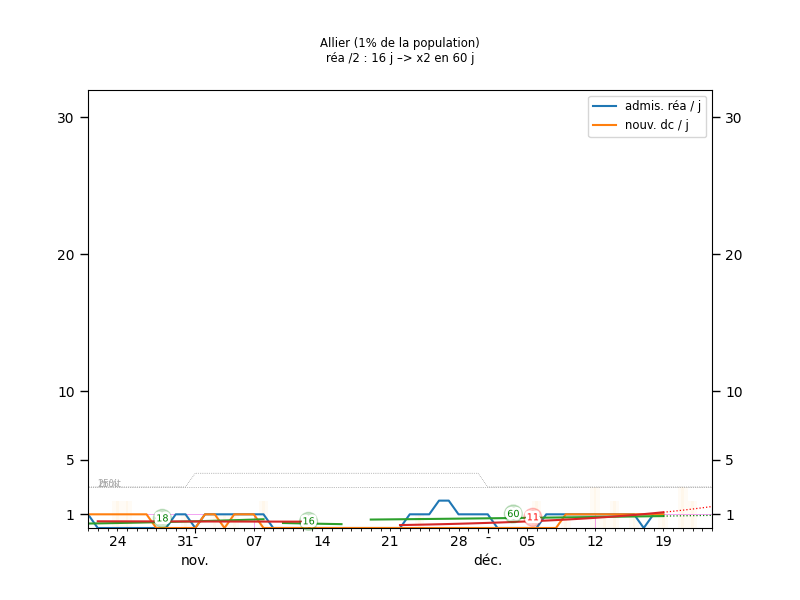 Allier (1% de la population)
réa /2 : 16 j –> x2 en 60 j
admis. réa / j
nouv. dc / j
30 30
20 20
10 10
5 5
1 1
18 16 60 11
24 31 07 14 21 28 05 12 19
nov. déc.